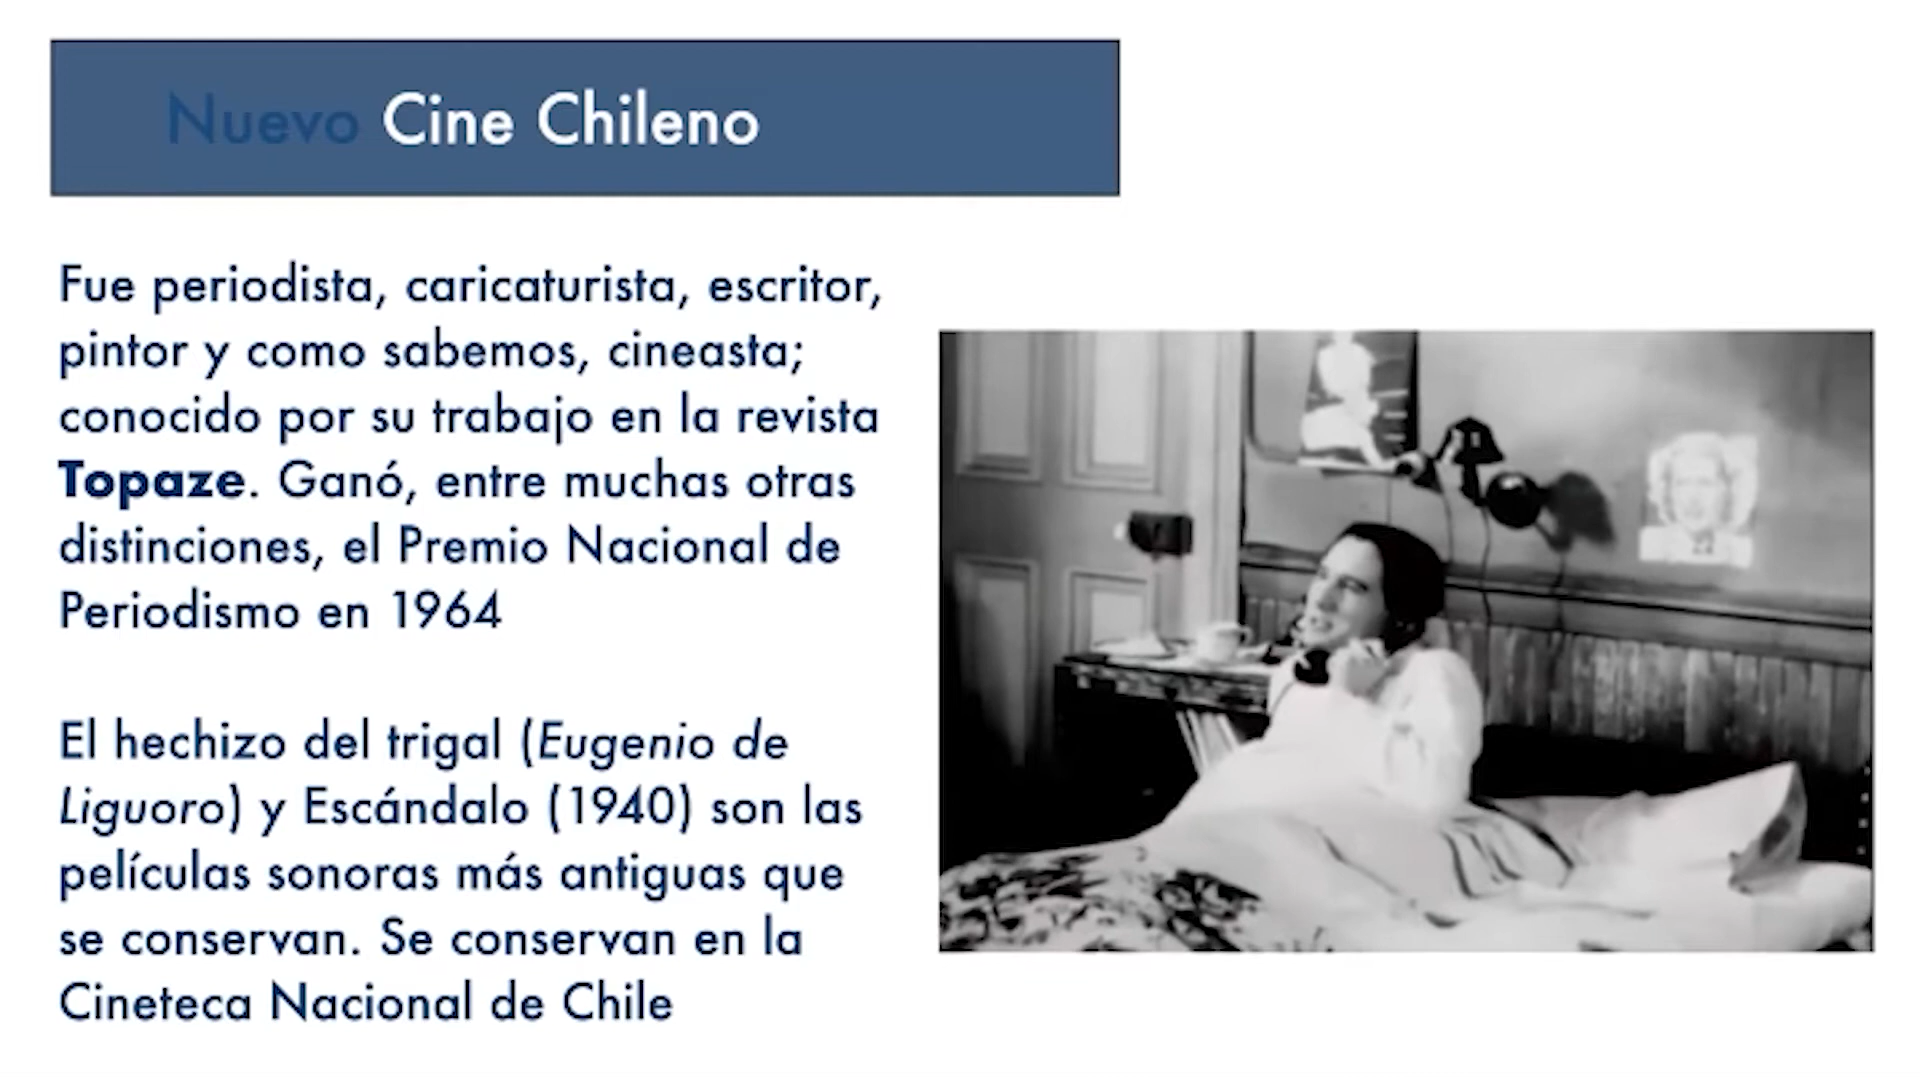 Nuevo Cine Chileno
Fue periodista, caricaturista, escritor,
pintor y como sabemos, cineasta;
conocido por su trabajo en la revista
Topaze. Ganó, entre muchas otras
distinciones, el Premio Nacional de
Periodismo en 1964
El hechizo del trigal (Eugenio de
Liguoro) y Escándalo (1940) son las
películas sonoras más antiguas que
se conservan. Se conservan en la
Cineteca Nacional de Chile